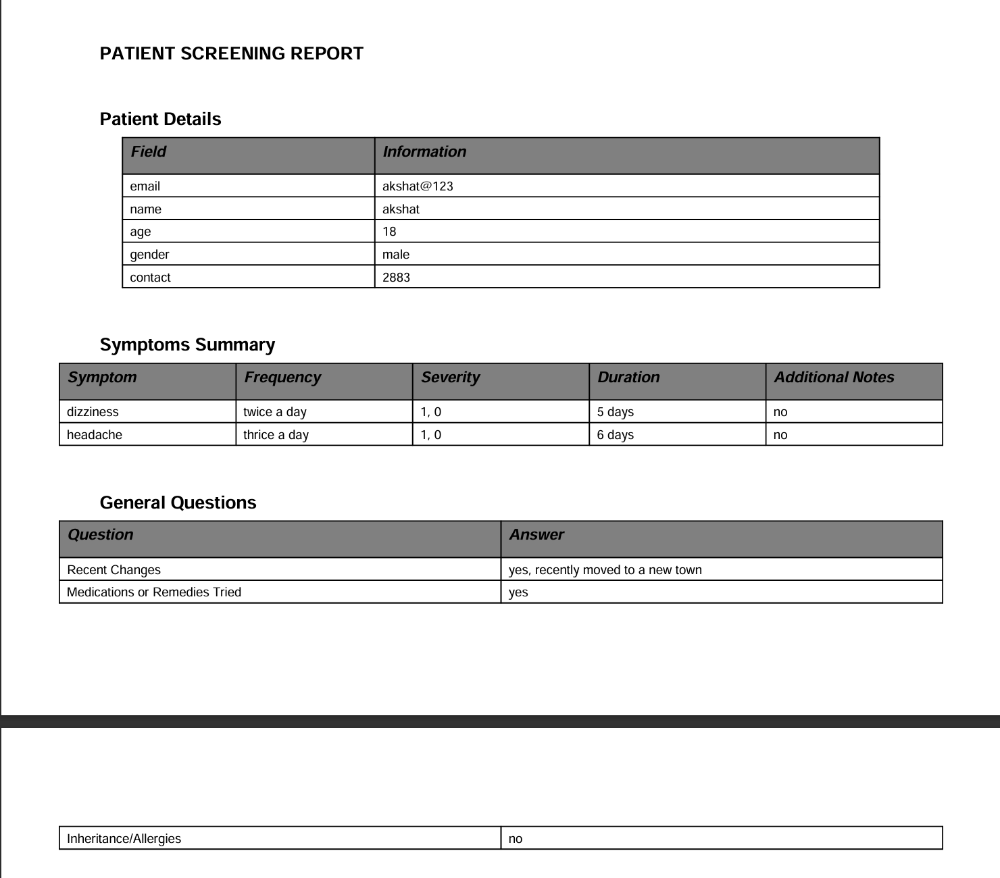 PATIENT SCREENING REPORT
Patient Details
Field Information
email akshat@123
name akshat
age 18
gender male
contact 2883
Symptoms Summary
Symptom Frequency Severity Duration Additional Notes
dizziness twice a day 1, 0 5 days no
headache thrice a day 1, 0 6 days no
General Questions
Question Answer
Recent Changes yes, recently moved to a new town
Medications or Remedies Tried yes
Inheritance/Allergies no